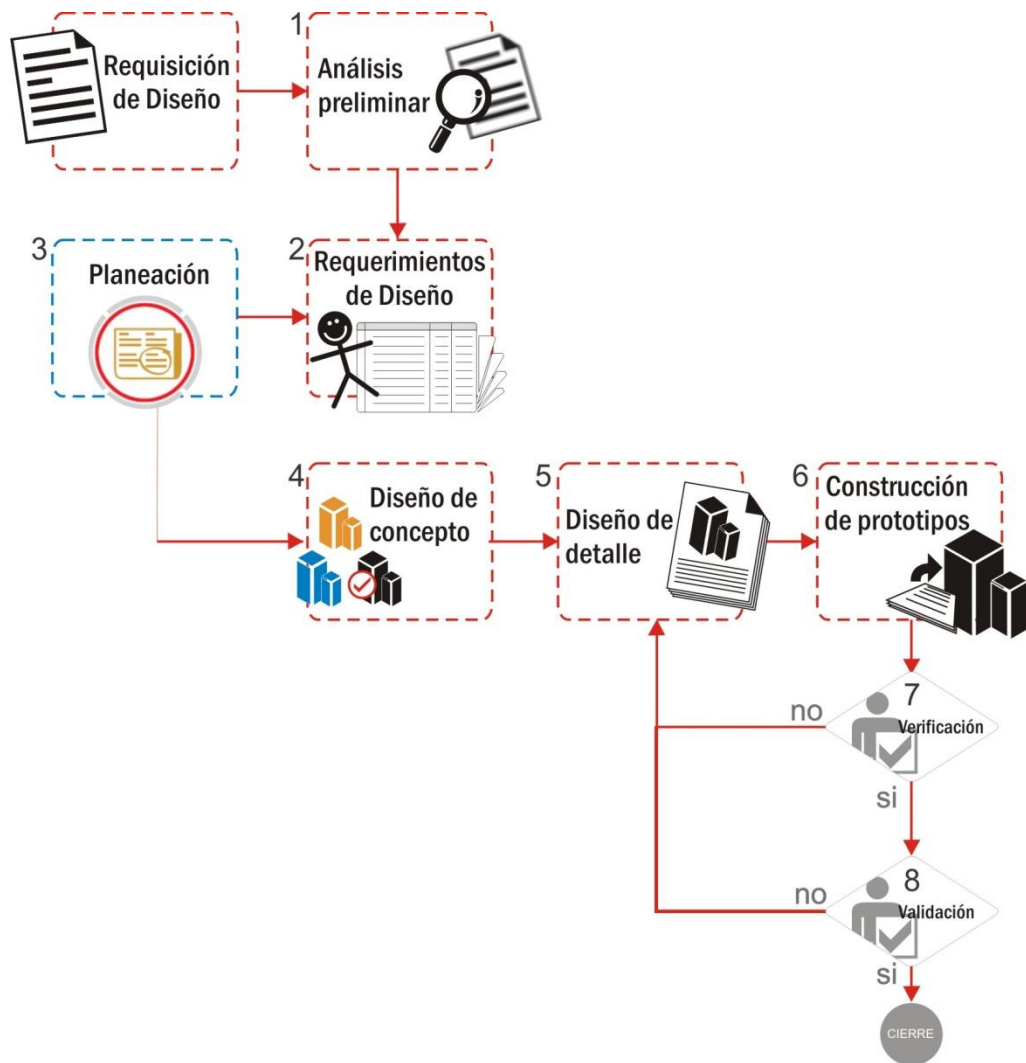 Requisición
de Diseño
1
Análisis
preliminar
3
Planeación
2
Requerimientos
de Diseño
4
Diseño de
concepto
5
Diseño de
detalle
6
Construcción
de prototipos
7
no
Verificación
si
8
no
Validación
si
CIERRE